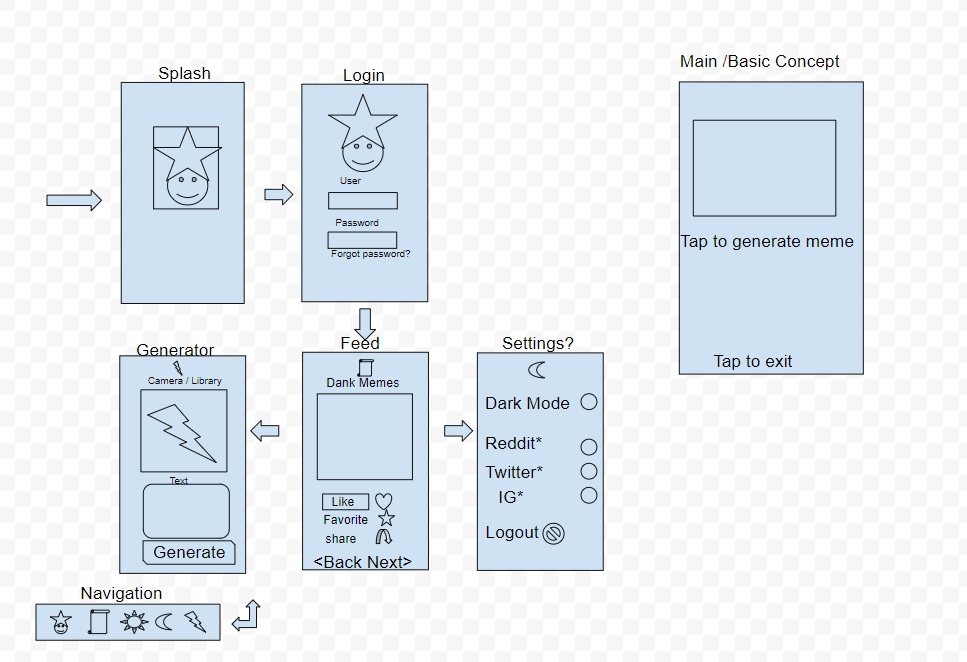 Splash
Login
User
Password
Forgot password?
Main /Basic Concept
Tap to generate meme
Tap to exit
Generator
Camera / Library
Text
Generate
Feed
Dank Memes
Like
Favorite
share
<Back Next>
Settings?
Dark Mode
Reddit*
Twitter*
IG*
Logout
Navigation